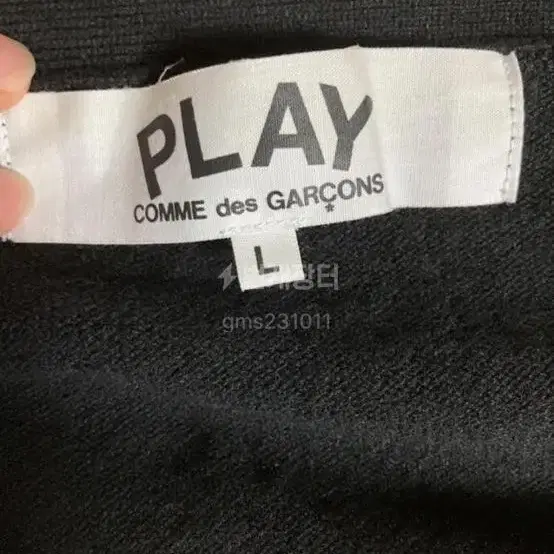 PLAY
COMME des GARÇONS
L
번개장터
gms231011